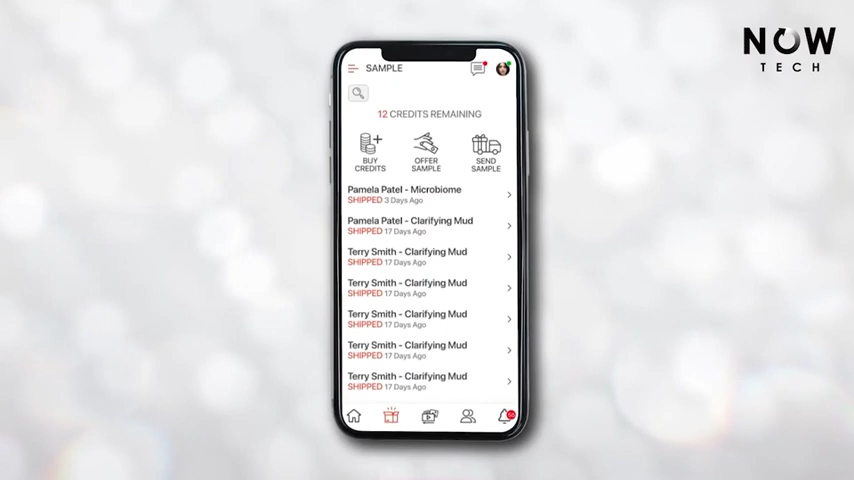 NOW
TECH
SAMPLE
12 CREDITS REMAINING
BUY
CREDITS
OFFER
SAMPLE
SEND
SAMPLE
Pamela Patel - Microbiome
SHIPPED 3 Days Ago
Pamela Patel - Clarifying Mud
SHIPPED 17 Days Ago
Terry Smith - Clarifying Mud
SHIPPED 17 Days Ago
Terry Smith - Clarifying Mud
SHIPPED 17 Days Ago
Terry Smith - Clarifying Mud
SHIPPED 17 Days Ago
Terry Smith - Clarifying Mud
SHIPPED 17 Days Ago
Terry Smith - Clarifying Mud
SHIPPED 17 Days Ago